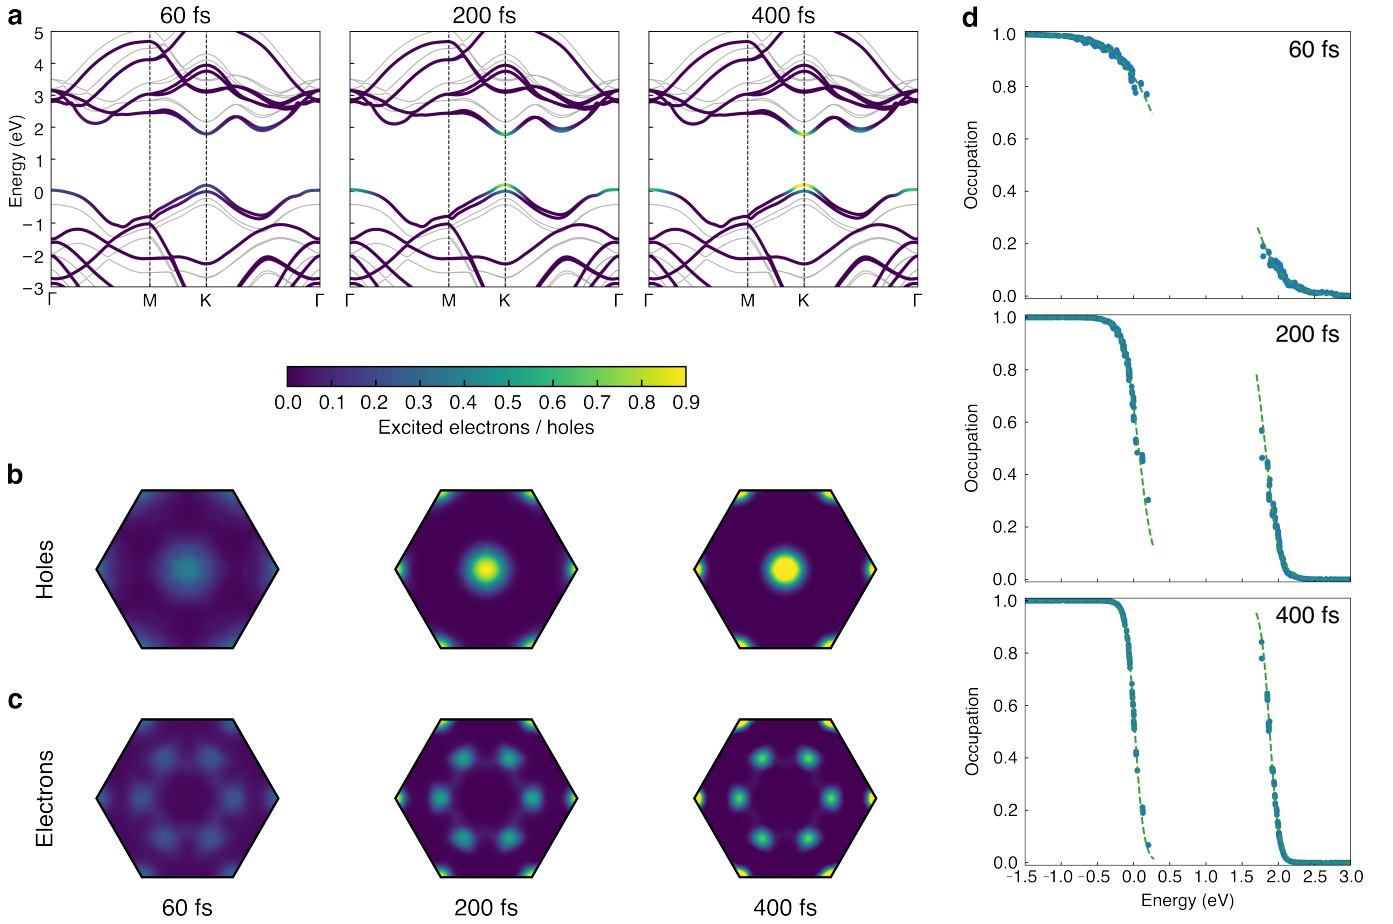 a
60 fs
200 fs
400 fs
Energy (eV)
5
4
3
2
1
0
−1
−2
−3
Γ M K Γ
Γ M K Γ
Γ M K Γ
0.0 0.1 0.2 0.3 0.4 0.5 0.6 0.7 0.8 0.9
Excited electrons / holes
b
Holes
c
Electrons
60 fs
200 fs
400 fs
d
60 fs
Occupation
1.0
0.8
0.6
0.4
0.2
0.0
200 fs
Occupation
1.0
0.8
0.6
0.4
0.2
0.0
400 fs
Occupation
1.0
0.8
0.6
0.4
0.2
0.0
−1.5 −1.0 −0.5 0.0 0.5 1.0 1.5 2.0 2.5 3.0
Energy (eV)